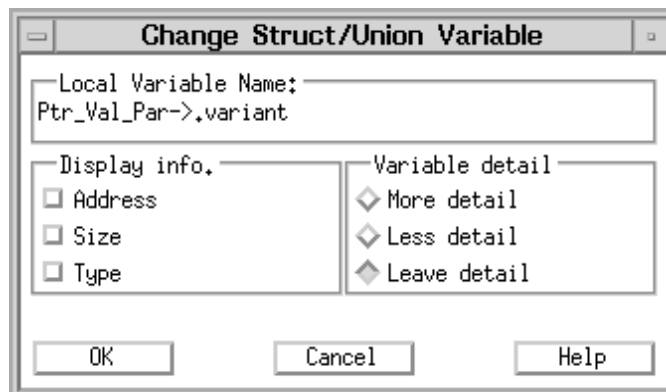 Change Struct/Union Variable
Local Variable Name:
Ptr_Val_Par->.variant
Display info.
Address
Size
Type
Variable detail
More detail
Less detail
Leave detail
OK Cancel Help